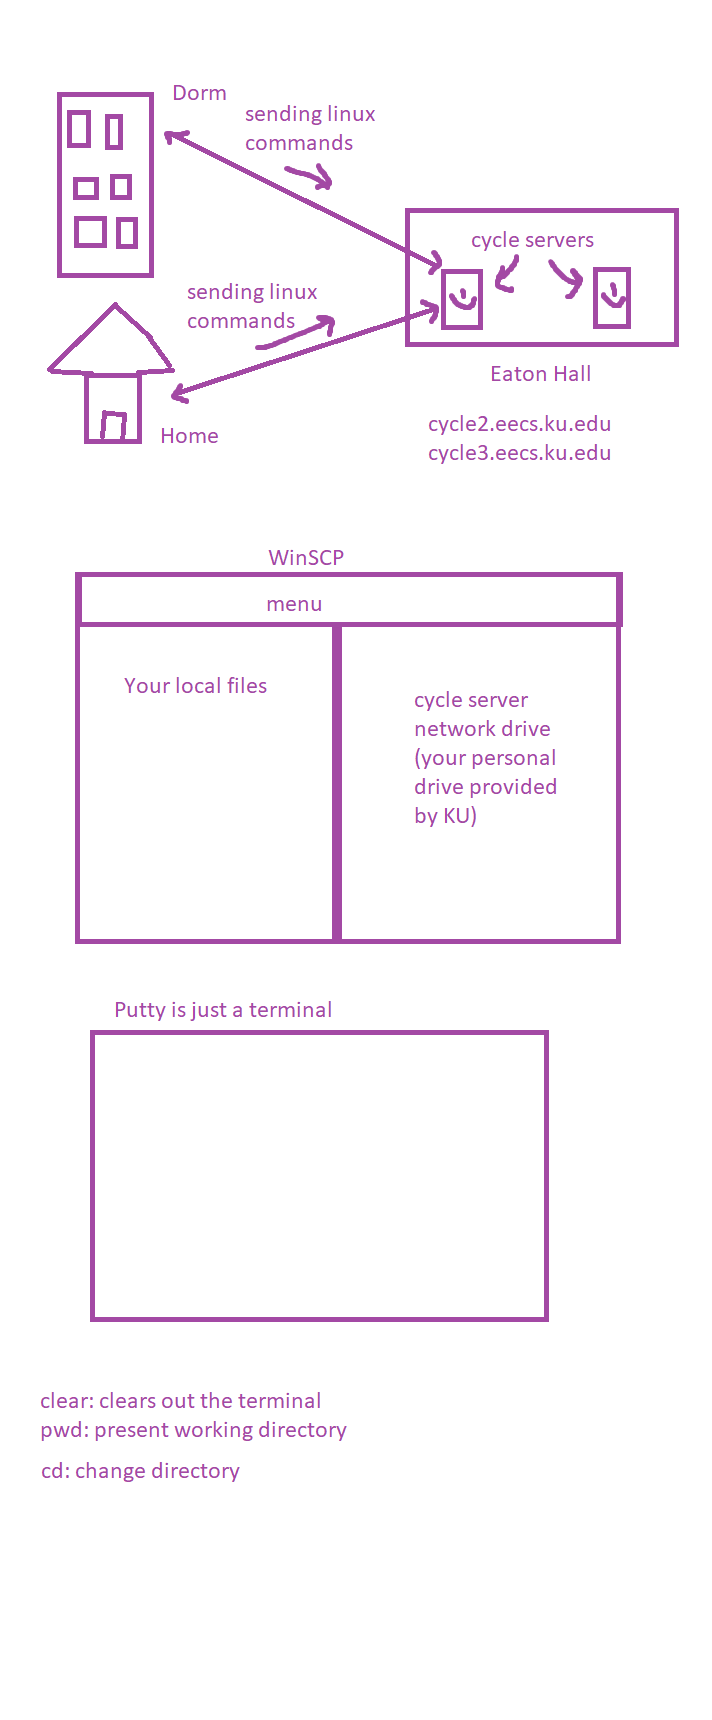 Dorm
sending linux
commands
cycle servers
sending linux
commands
Eaton Hall
Home
cycle2.eecs.ku.edu
cycle3.eecs.ku.edu
WinSCP
menu
Your local files
cycle server
network drive
(your personal
drive provided
by KU)
Putty is just a terminal
clear: clears out the terminal
pwd: present working directory
cd: change directory